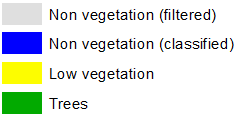 Non vegetation (filtered)
Non vegetation (classified)
Low vegetation
Trees